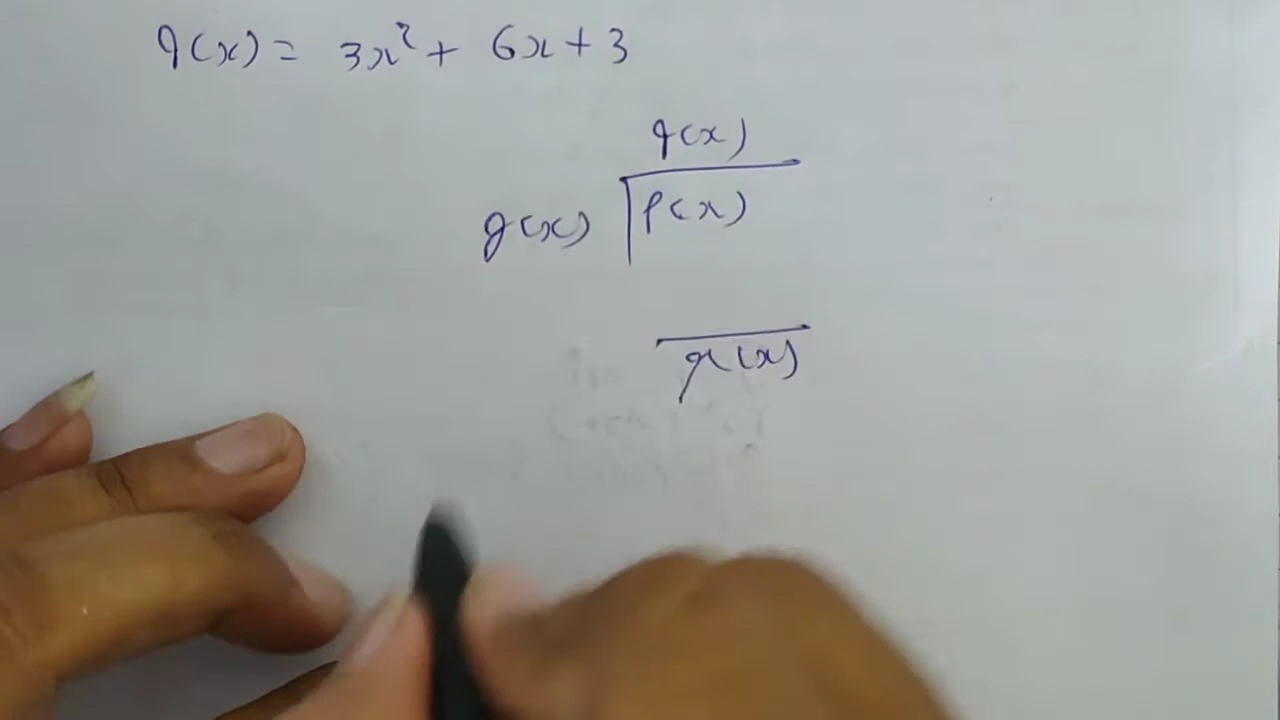 q(x) = 3x² + 6x + 3
q(x)
g(x) p(x)
r(x)